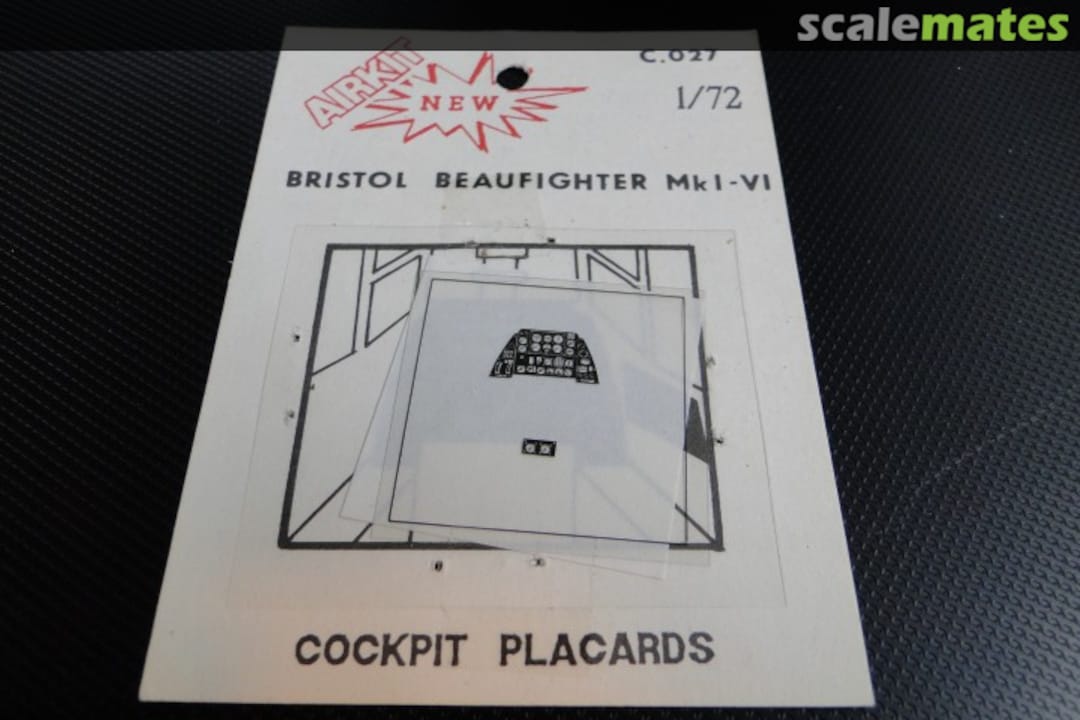 scalemates
C.027
AIRKIT
NEW
1/72
BRISTOL BEAUFIGHTER Mk I-VI
COCKPIT PLACARDS